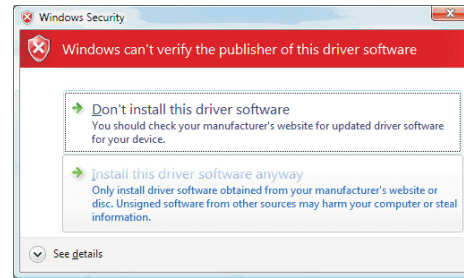 Windows Security
Windows can't verify the publisher of this driver software
Don't install this driver software
You should check your manufacturer's website for updated driver software
for your device.
Install this driver software anyway
Only install driver software obtained from your manufacturer's website or
disc. Unsigned software from other sources may harm your computer or steal
information.
See details